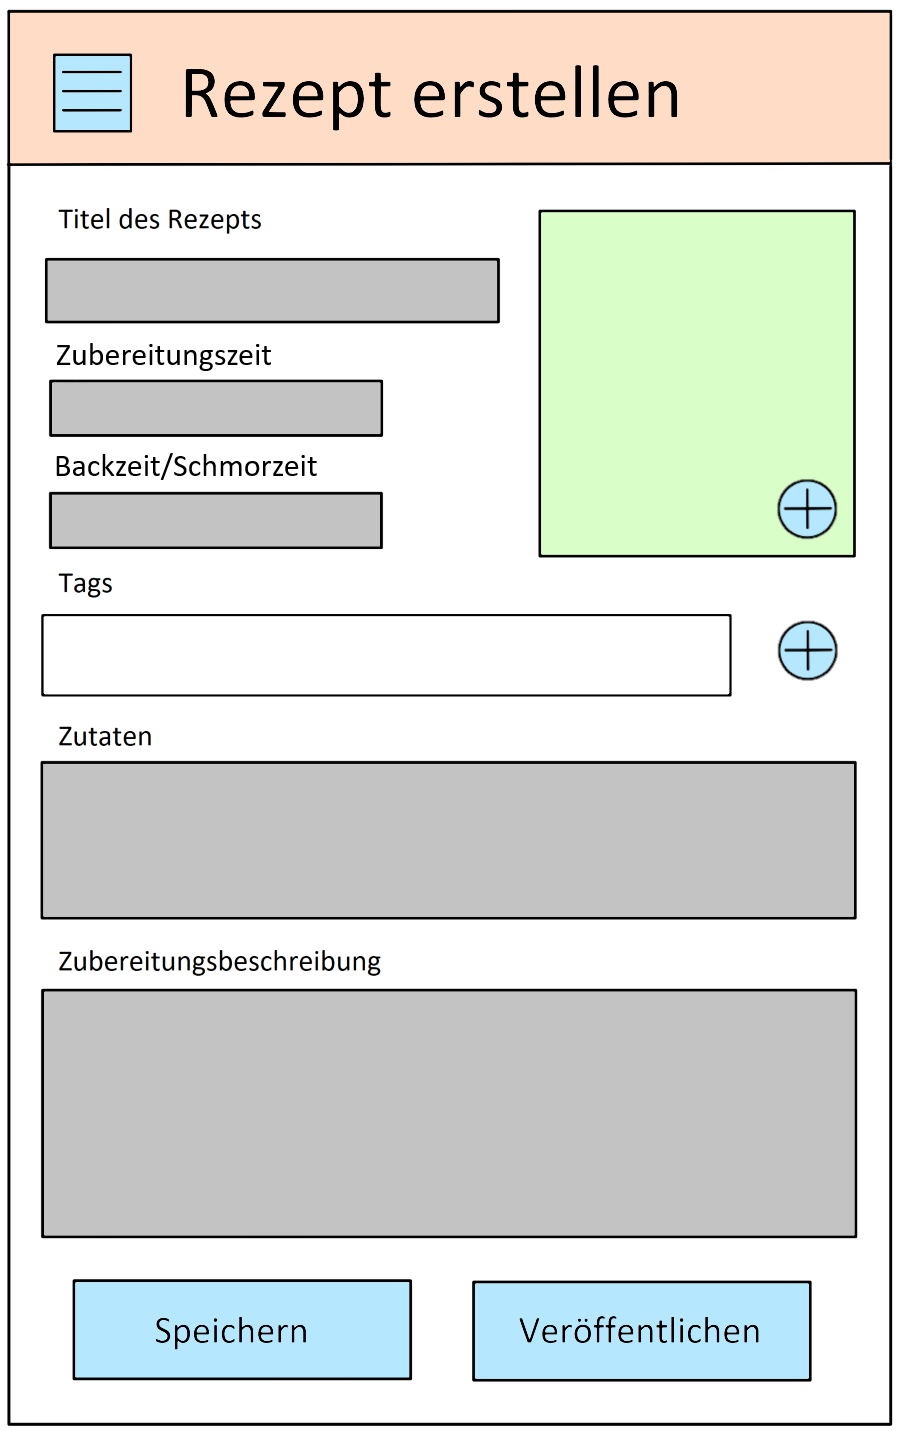 Rezept erstellen
Titel des Rezepts
Zubereitungszeit
Backzeit/Schmorzeit
Tags
Zutaten
Zubereitungsbeschreibung
Speichern
Veröffentlichen